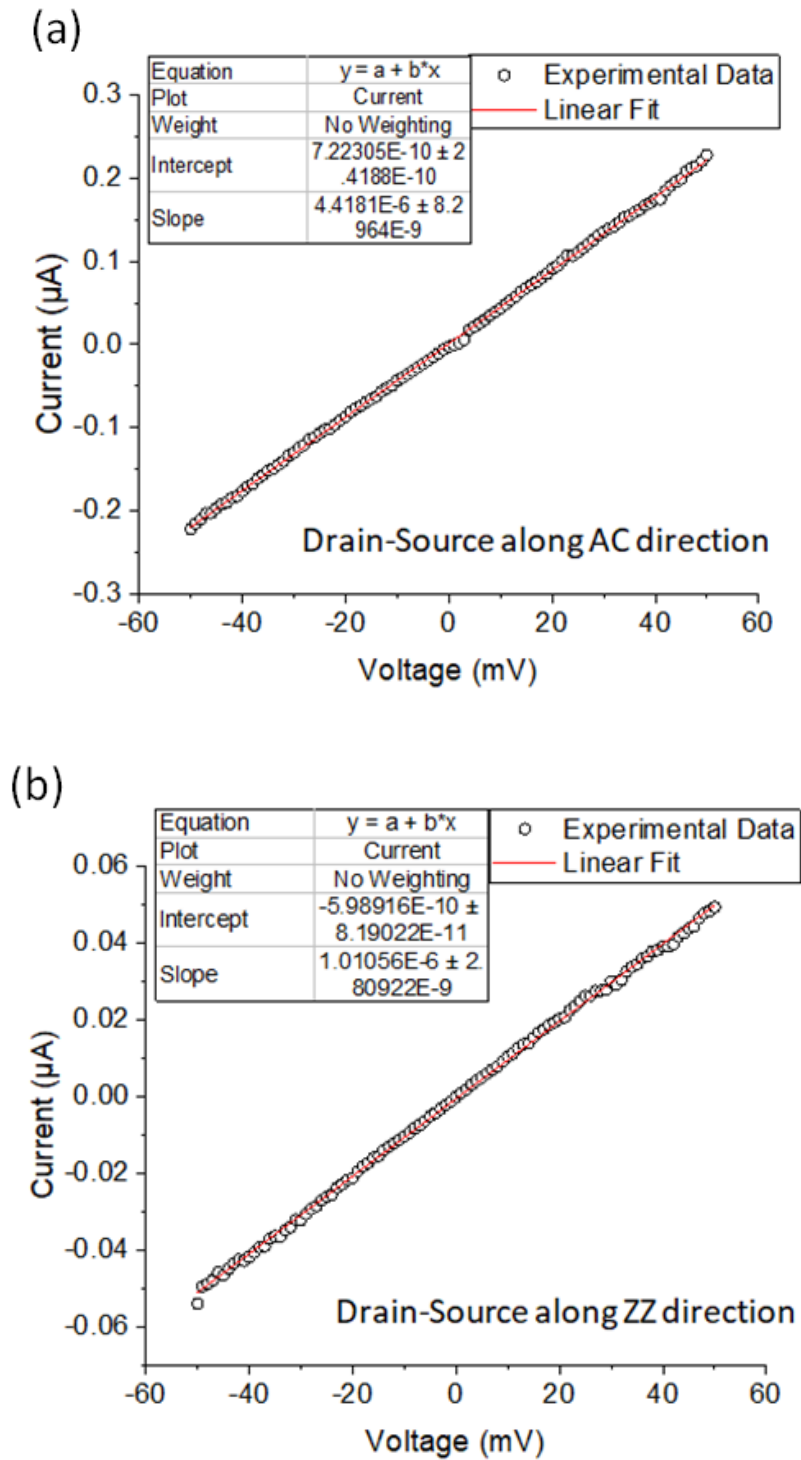 (a)
Equation y = a + b*x
Plot Current
Weight No Weighting
Intercept 7.22305E-10 ± 2
.4188E-10
Slope 4.4181E-6 ± 8.2
964E-9
Experimental Data
Linear Fit
0.3
0.2
0.1
0.0
-0.1
-0.2
-0.3
Current (µA)
Drain-Source along AC direction
-60 -40 -20 0 20 40 60
Voltage (mV)
(b)
Equation y = a + b*x
Plot Current
Weight No Weighting
Intercept -5.98916E-10 ±
8.19022E-11
Slope 1.01056E-6 ± 2.
80922E-9
Experimental Data
Linear Fit
0.06
0.04
0.02
0.00
-0.02
-0.04
-0.06
Current (µA)
Drain-Source along ZZ direction
-60 -40 -20 0 20 40 60
Voltage (mV)